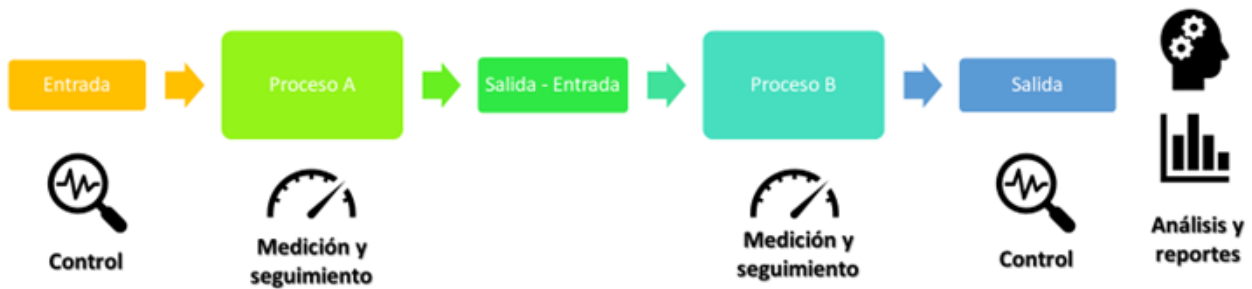 Entrada
Proceso A
Salida - Entrada
Proceso B
Salida
Control
Medición y
seguimiento
Medición y
seguimiento
Control
Análisis y
reportes